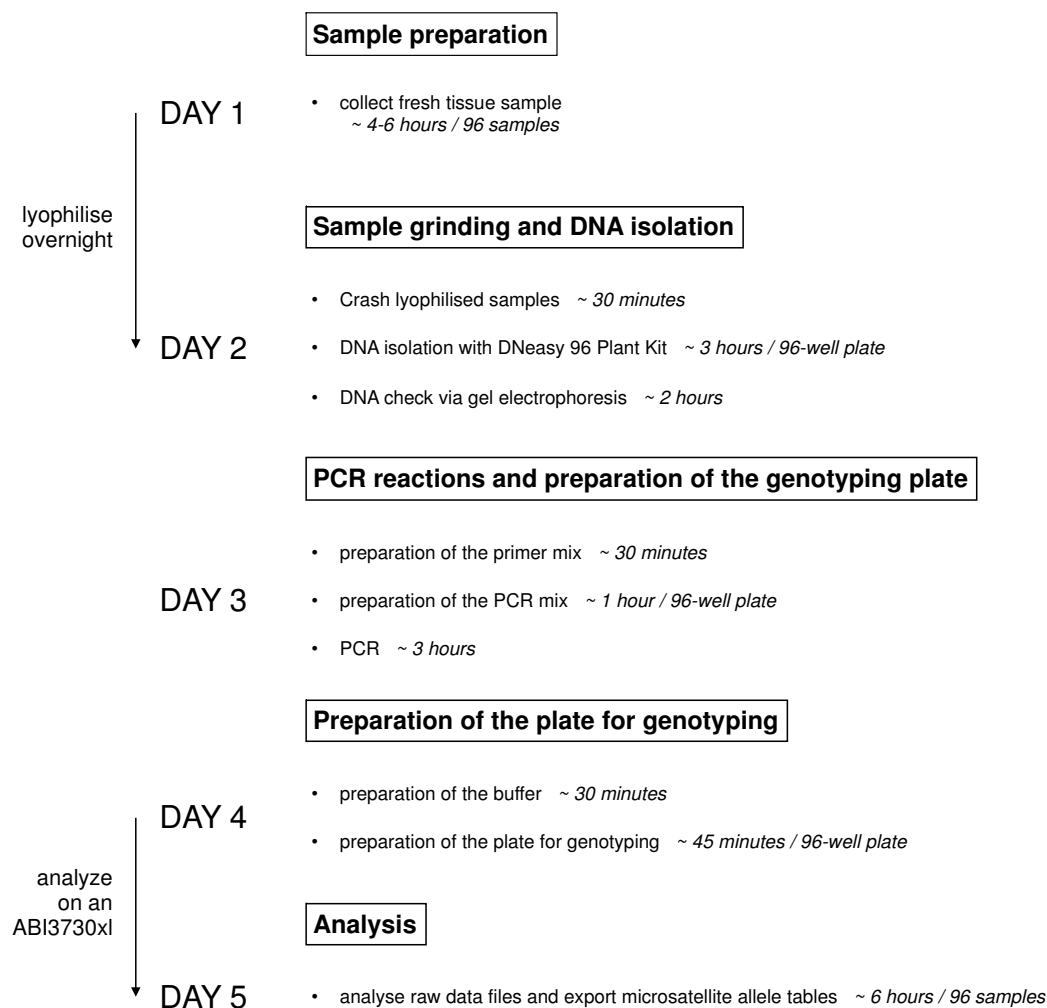 Sample preparation
DAY 1
• collect fresh tissue sample
~ 4-6 hours / 96 samples
lyophilise
overnight
Sample grinding and DNA isolation
• Crash lyophilised samples ~ 30 minutes
DAY 2
• DNA isolation with DNeasy 96 Plant Kit ~ 3 hours / 96-well plate
• DNA check via gel electrophoresis ~ 2 hours
PCR reactions and preparation of the genotyping plate
• preparation of the primer mix ~ 30 minutes
DAY 3
• preparation of the PCR mix ~ 1 hour / 96-well plate
• PCR ~ 3 hours
Preparation of the plate for genotyping
• preparation of the buffer ~ 30 minutes
DAY 4
• preparation of the plate for genotyping ~ 45 minutes / 96-well plate
analyze
on an
ABI3730xl
Analysis
DAY 5
• analyse raw data files and export microsatellite allele tables ~ 6 hours / 96 samples